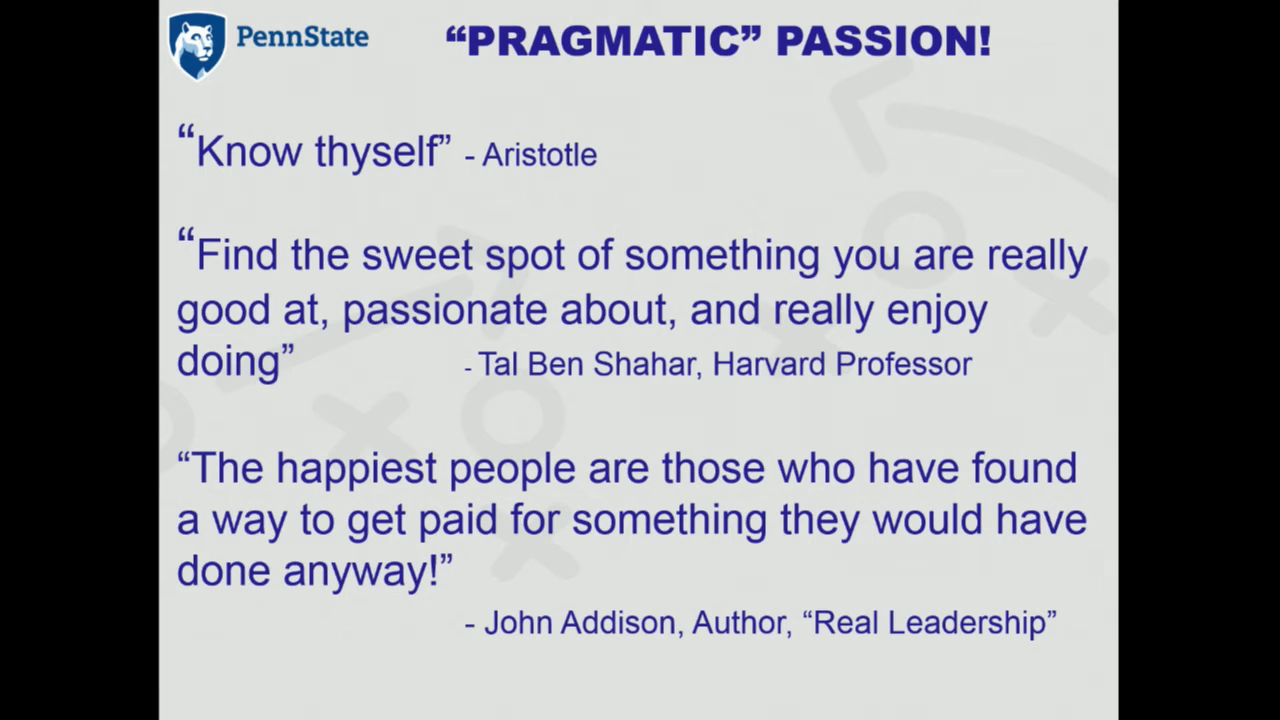 PennState
“PRAGMATIC” PASSION!
“Know thyself” - Aristotle
“Find the sweet spot of something you are really
good at, passionate about, and really enjoy
doing” - Tal Ben Shahar, Harvard Professor
“The happiest people are those who have found
a way to get paid for something they would have
done anyway!”
- John Addison, Author, “Real Leadership”